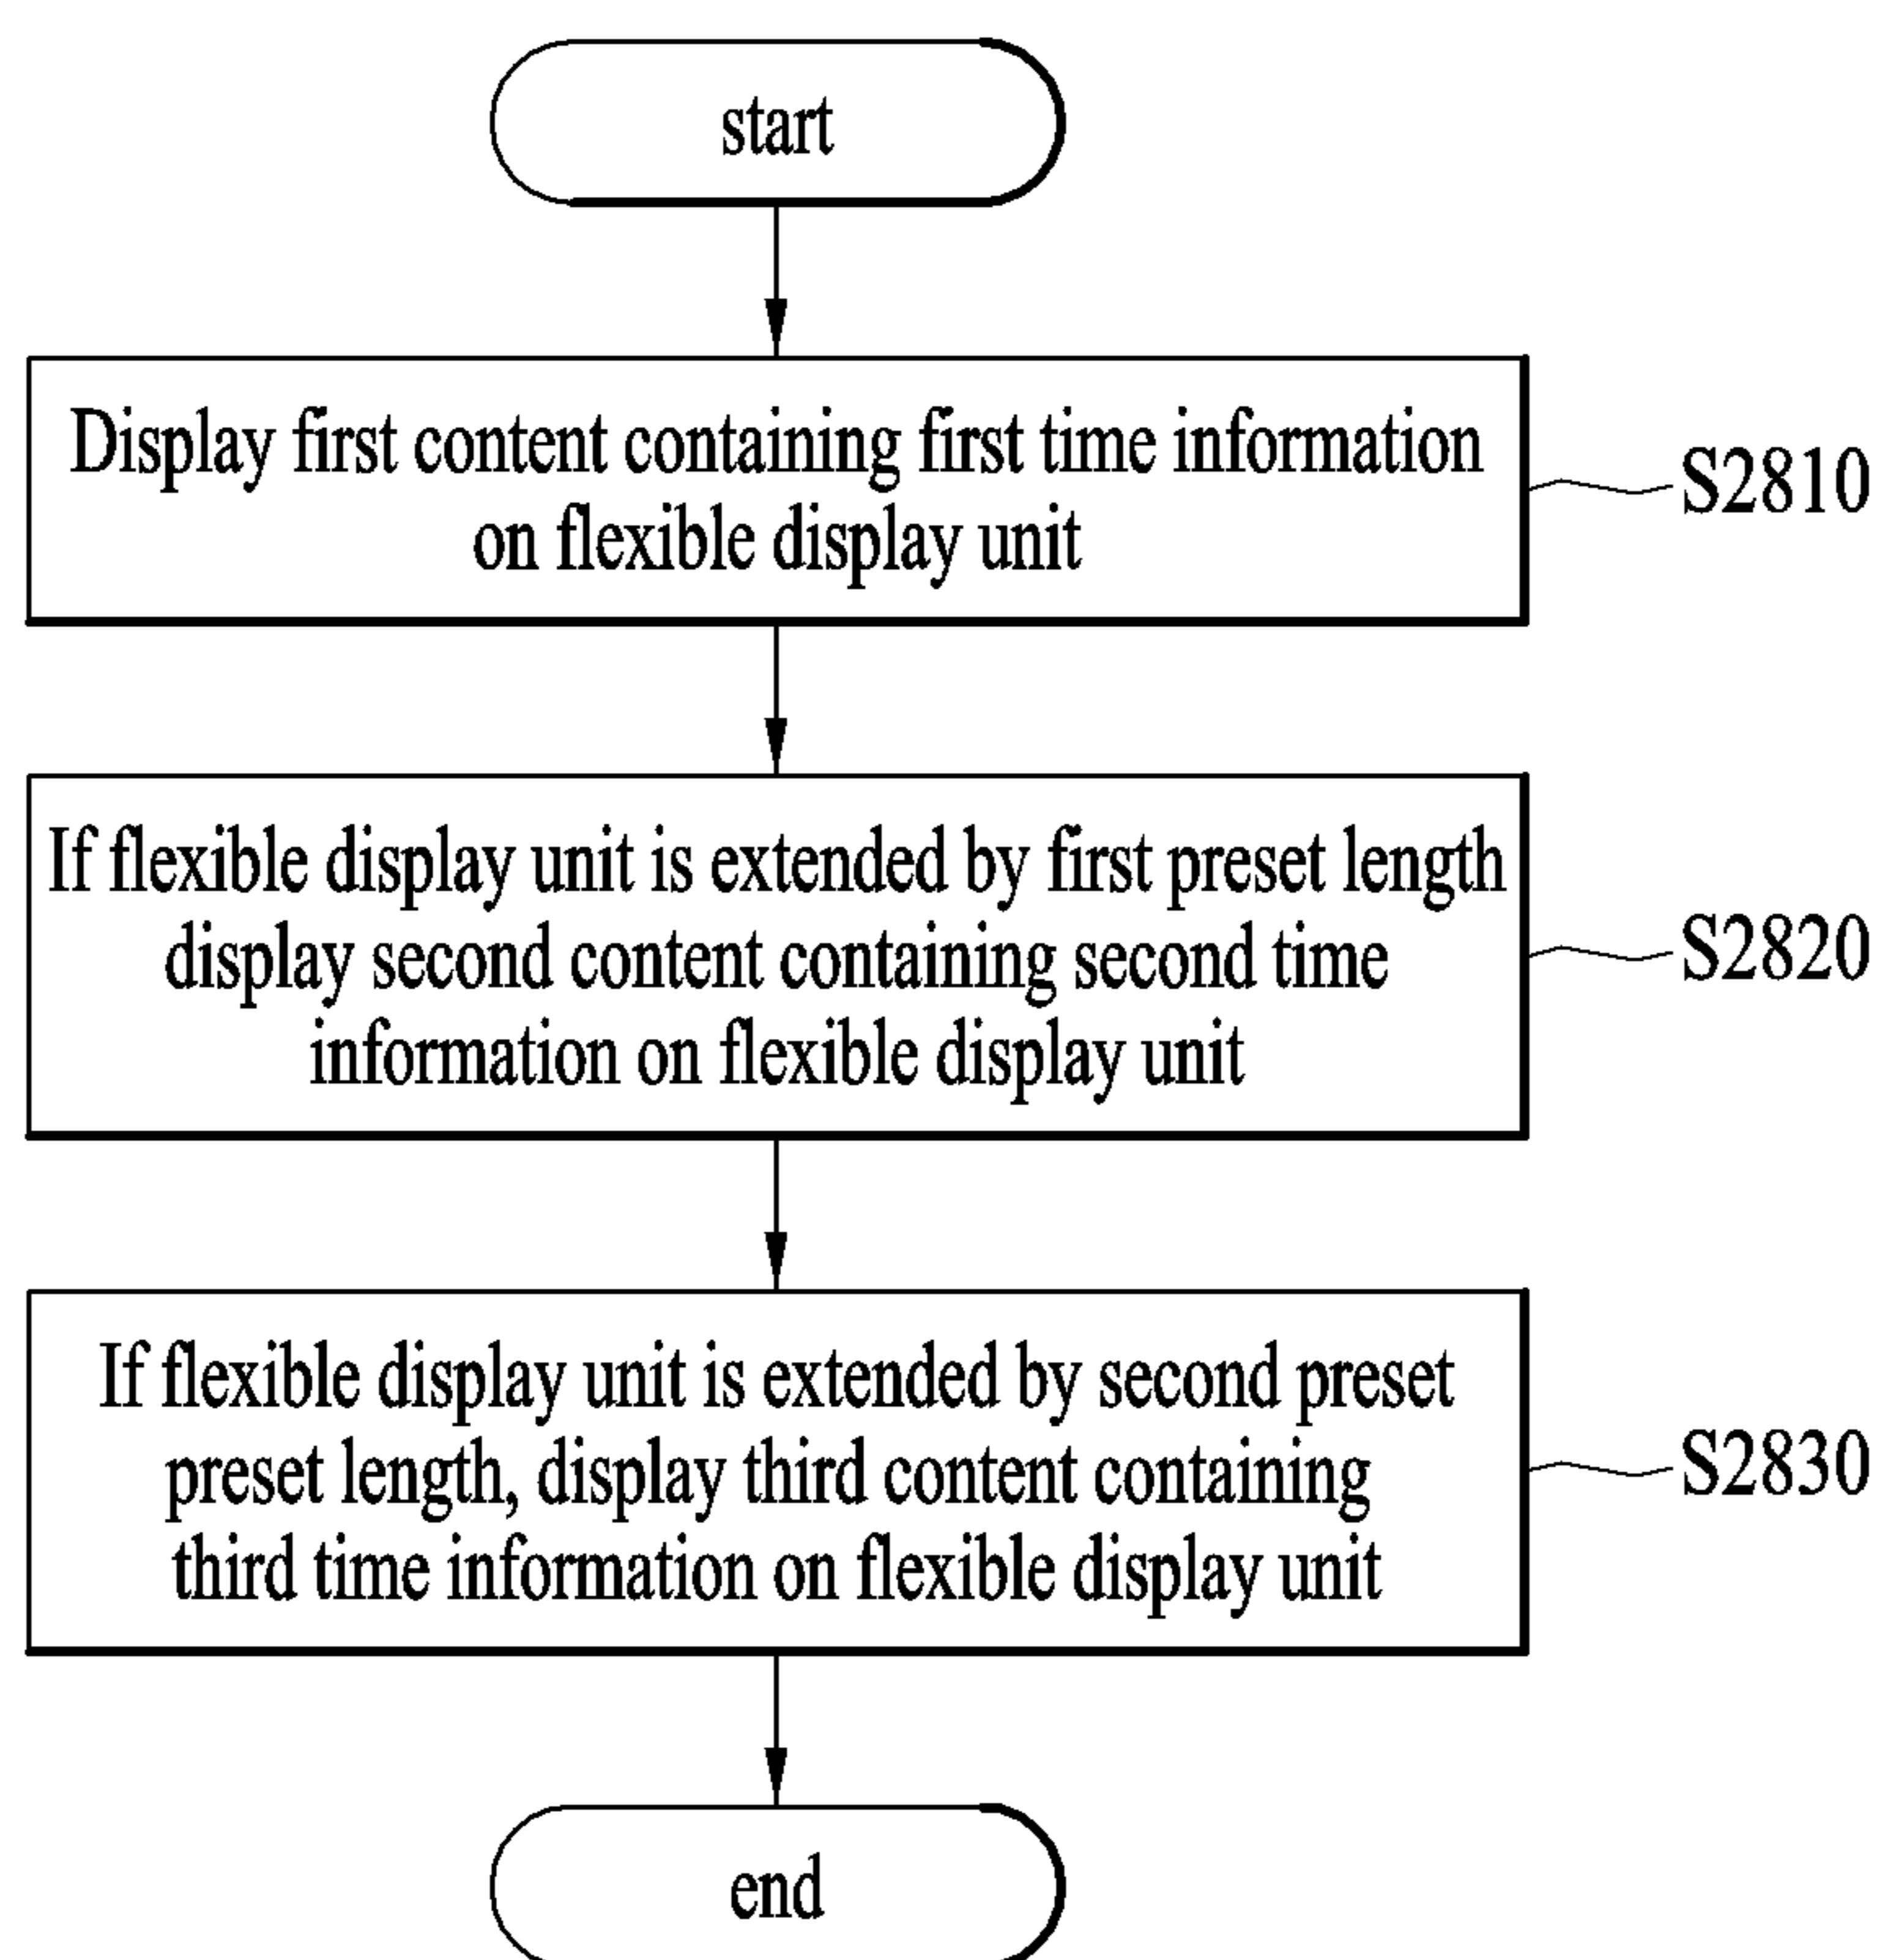 start
Display first content containing first time information
on flexible display unit
S2810
If flexible display unit is extended by first preset length
display second content containing second time
information on flexible display unit
S2820
If flexible display unit is extended by second preset
preset length, display third content containing
third time information on flexible display unit
S2830
end